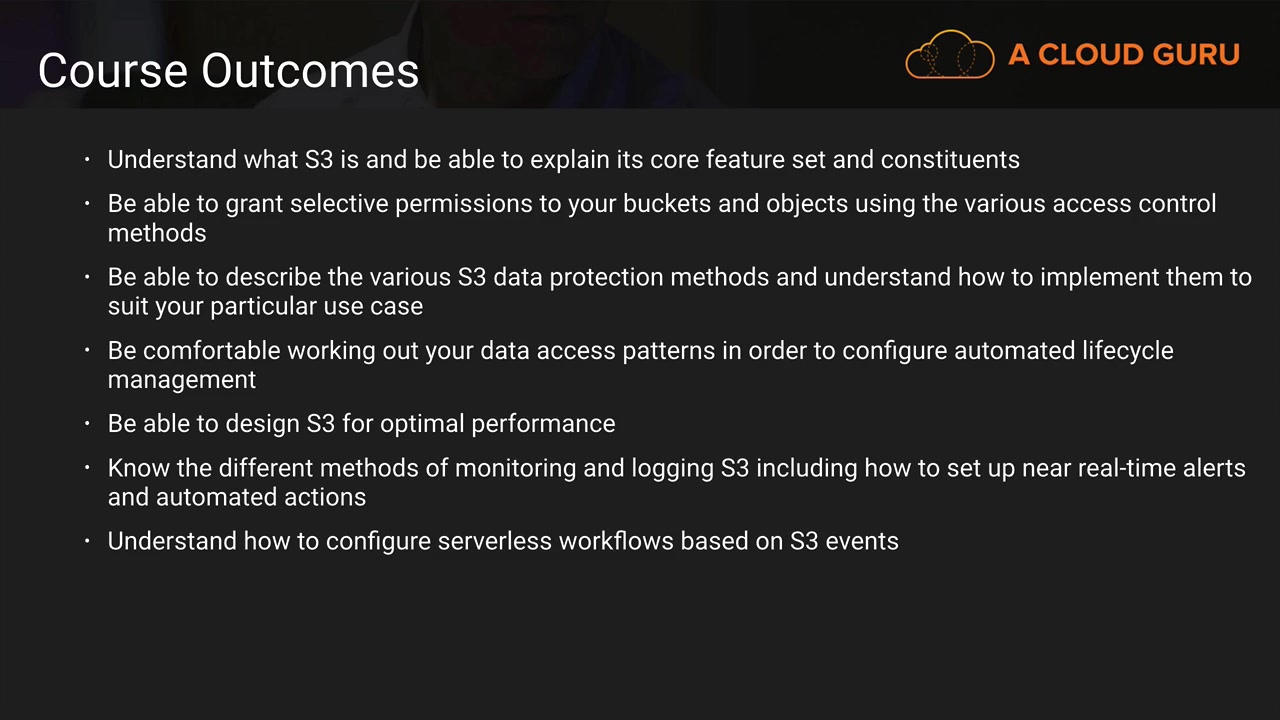 Course Outcomes
A CLOUD GURU
· Understand what S3 is and be able to explain its core feature set and constituents
· Be able to grant selective permissions to your buckets and objects using the various access control
methods
· Be able to describe the various S3 data protection methods and understand how to implement them to
suit your particular use case
· Be comfortable working out your data access patterns in order to configure automated lifecycle
management
· Be able to design S3 for optimal performance
· Know the different methods of monitoring and logging S3 including how to set up near real-time alerts
and automated actions
· Understand how to configure serverless workflows based on S3 events